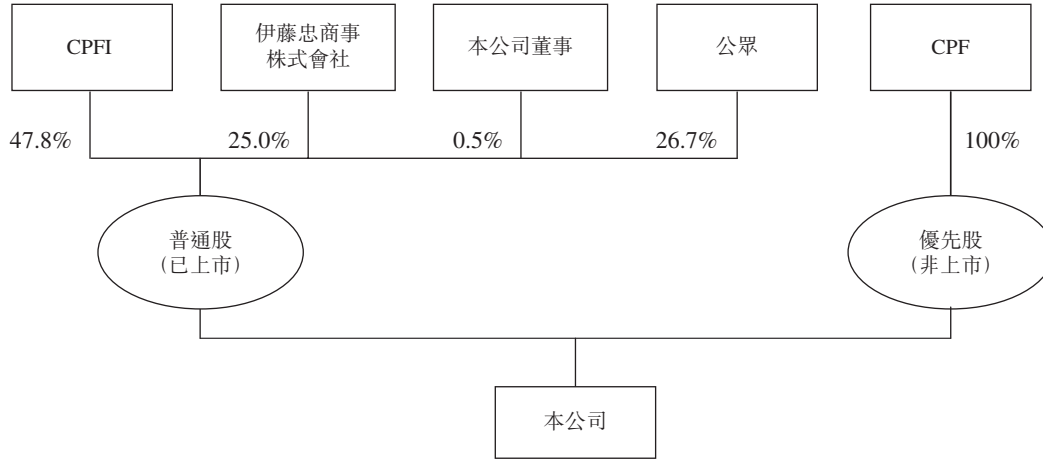 CPFI
伊藤忠商事
株式會社
本公司董事
公眾
CPF
47.8%
25.0%
0.5%
26.7%
100%
普通股
(已上市)
優先股
(非上市)
本公司